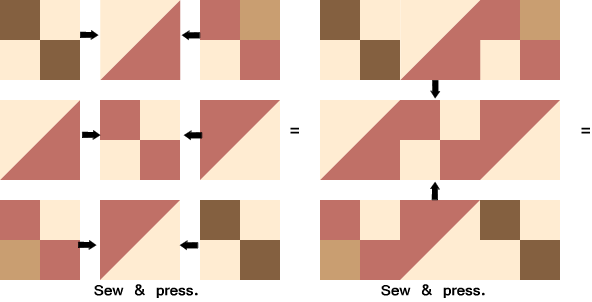 =
=
Sew & press.
Sew & press.